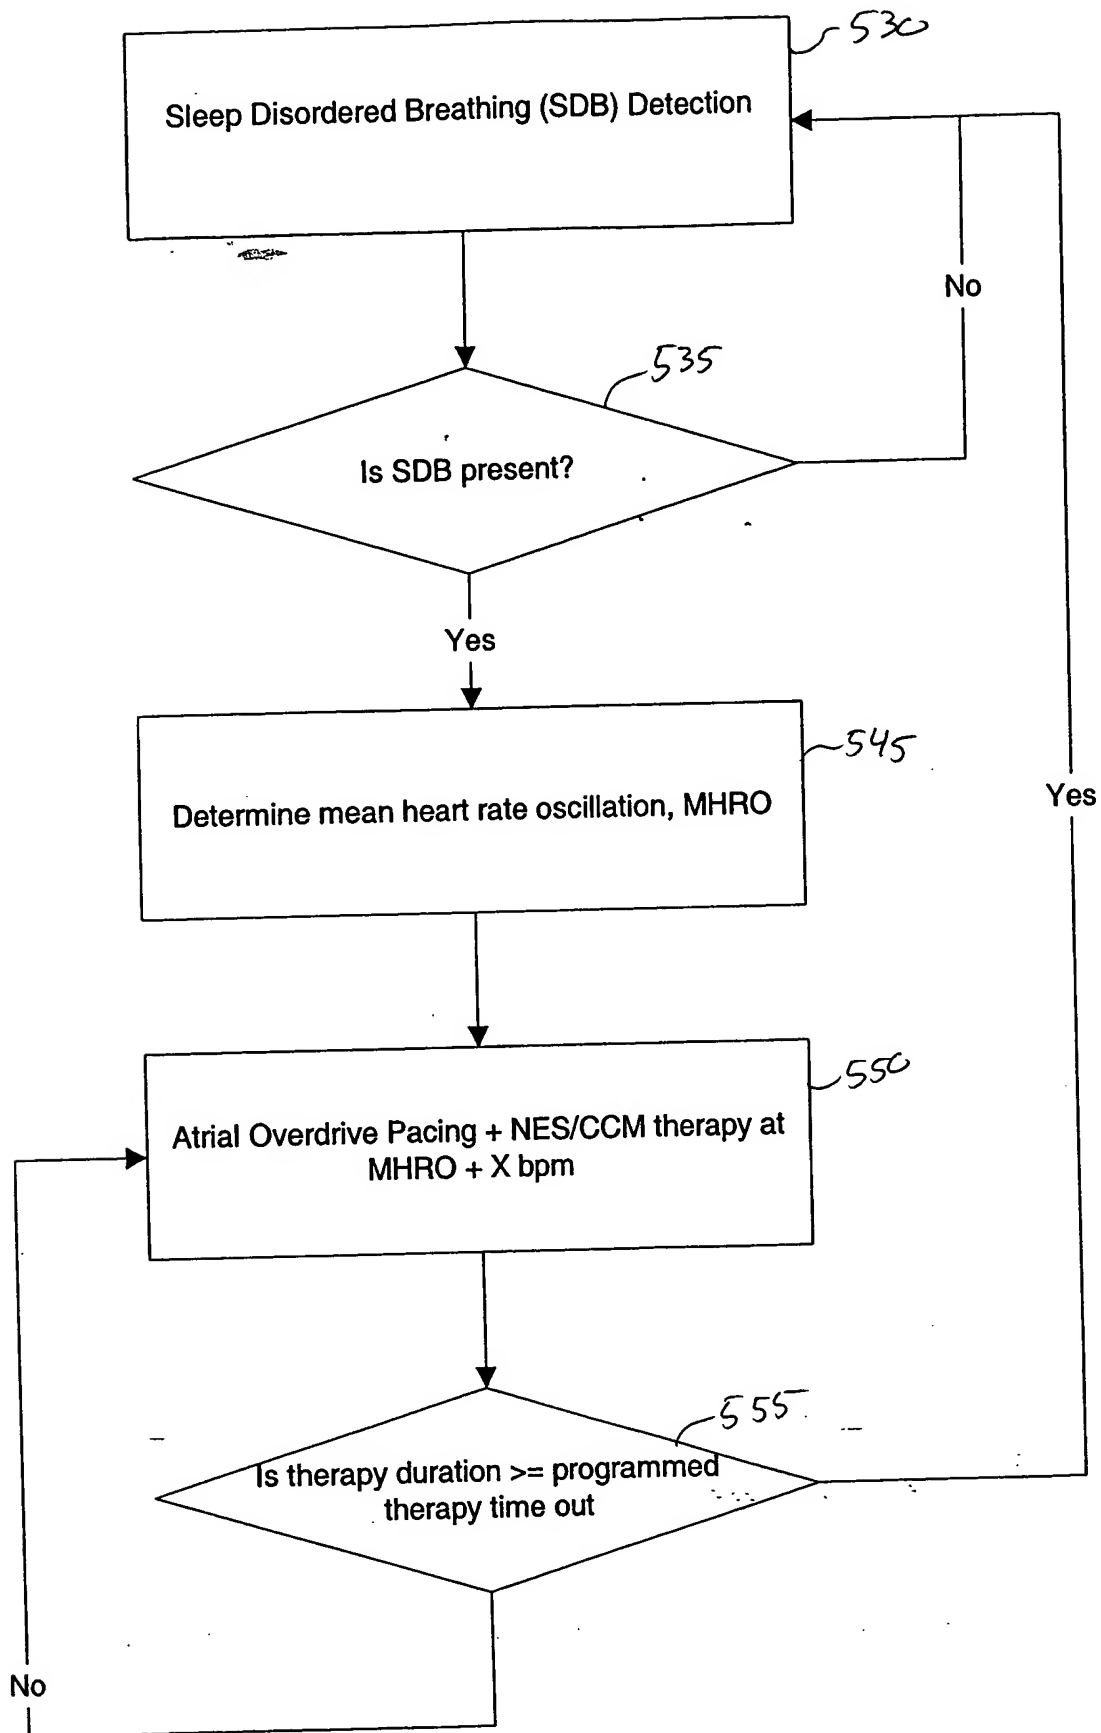 530
Sleep Disordered Breathing (SDB) Detection
No
535
Is SDB present?
Yes
545
Determine mean heart rate oscillation, MHRO
Yes
550
Atrial Overdrive Pacing + NES/CCM therapy at
MHRO + X bpm
555
Is therapy duration >= programmed
therapy time out
No